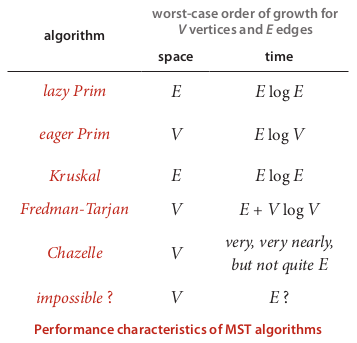 worst-case order of growth for
algorithm
V vertices and E edges
space
time
lazy Prim E E log E
eager Prim V E log V
Kruskal E E log E
Fredman-Tarjan V E + V log V
Chazelle V very, very nearly,
but not quite E
impossible ? V E ?
Performance characteristics of MST algorithms